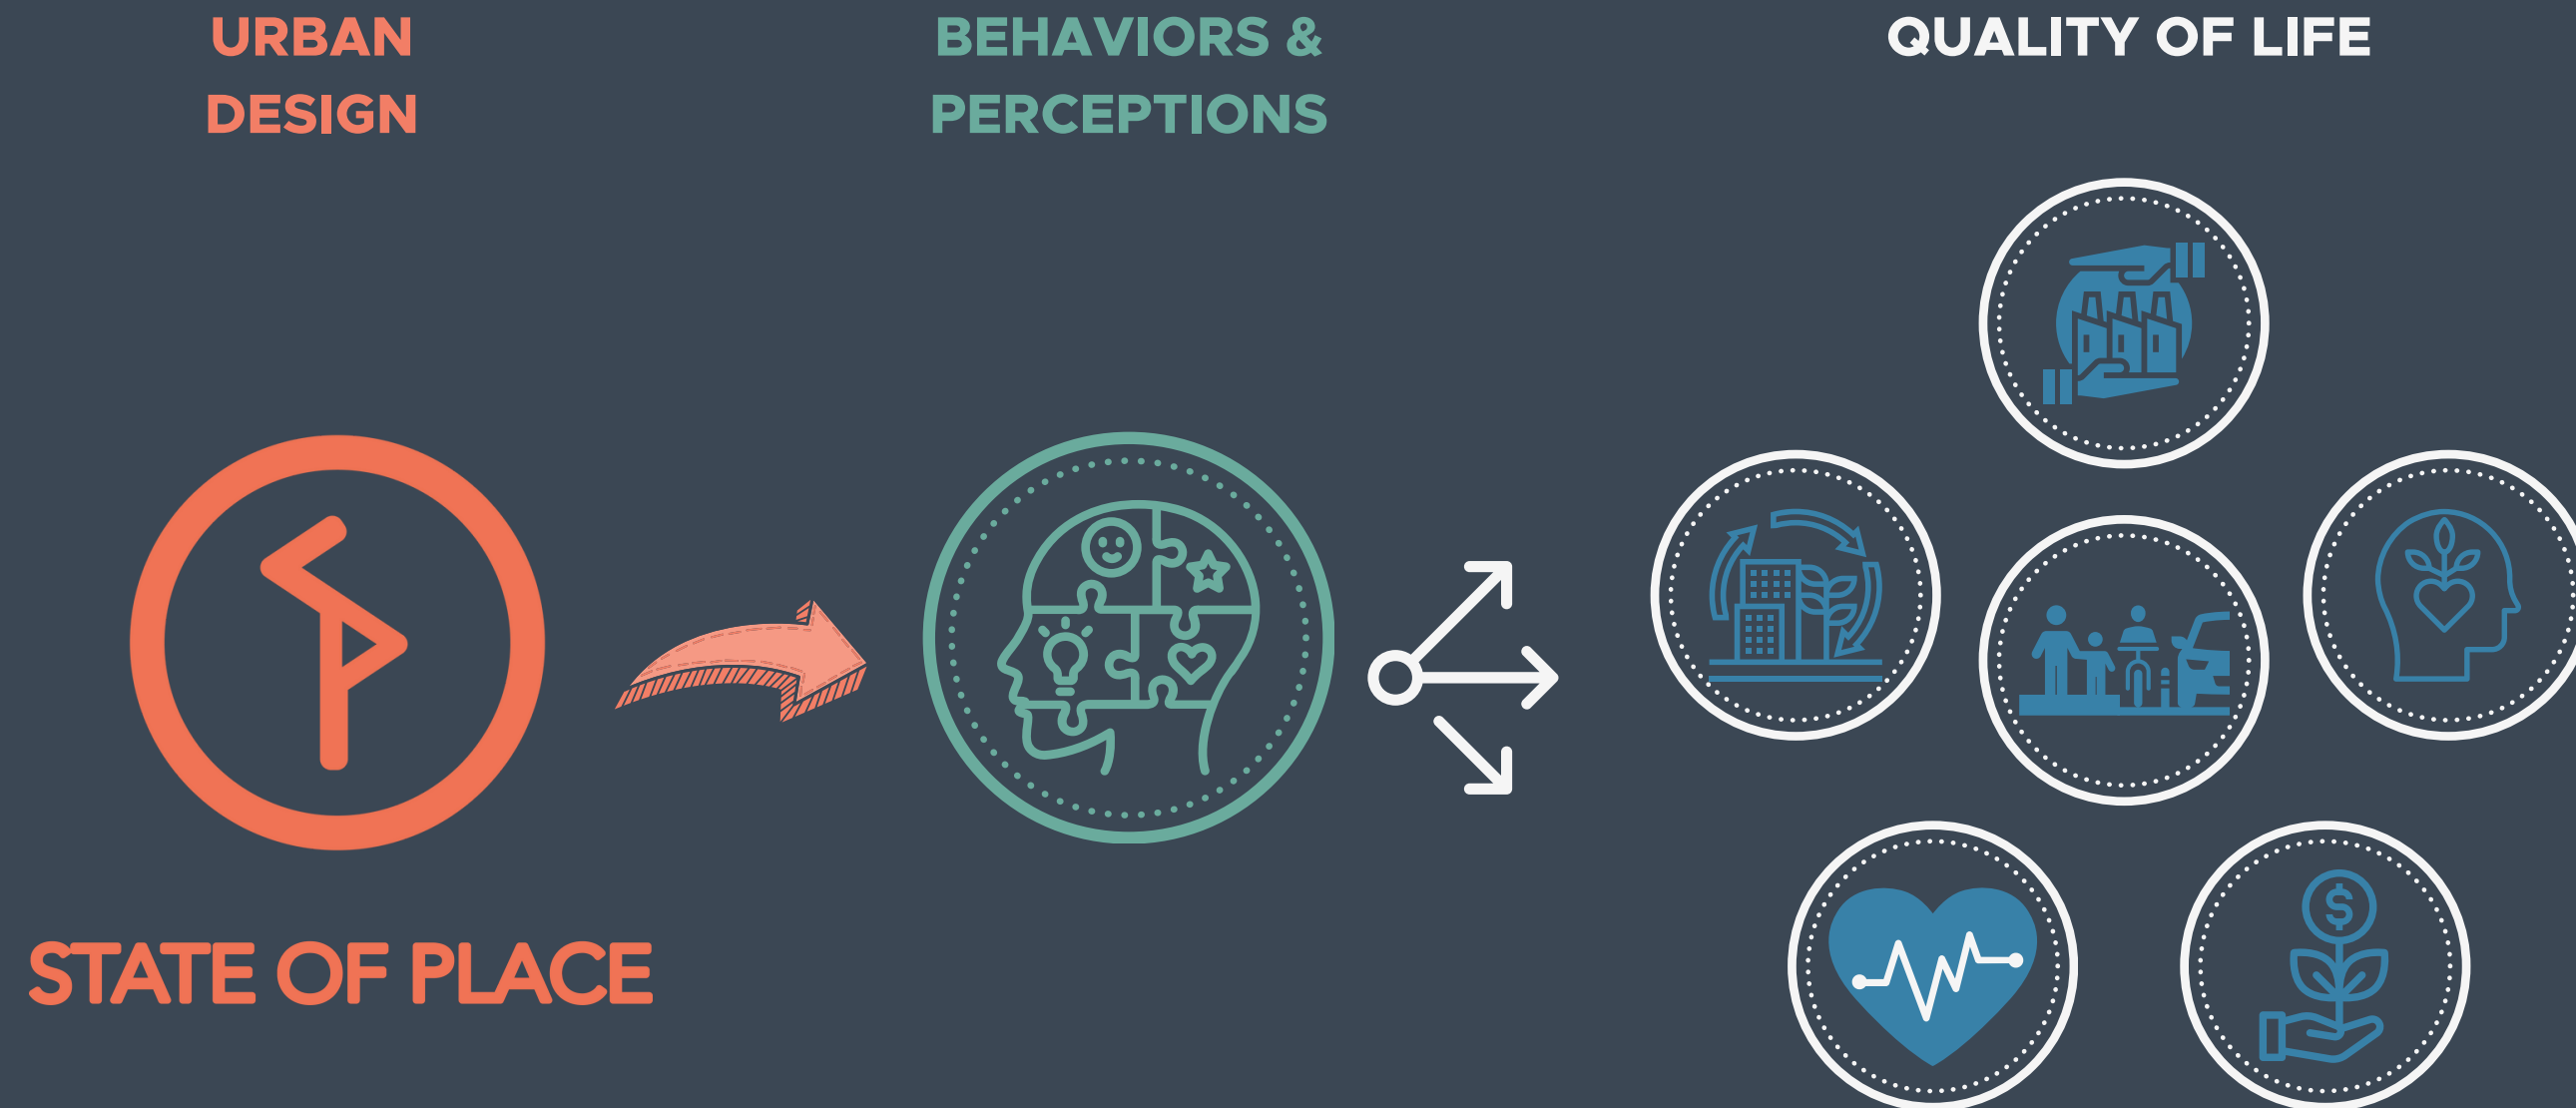 URBAN
DESIGN
BEHAVIORS &
PERCEPTIONS
QUALITY OF LIFE
$
STATE OF PLACE